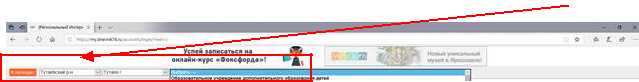 (Региональный Интерн
https://my.dnevnik76.ru/accounts/login/?next=/
Успей записаться на
онлайн-курс «Фоксфорда»!
Новый уникальный
музей в Ярославле!
Тутаевский р-н
Тутаев г
Выбрать ---
Образовательное учреждение дополнительного образования детей